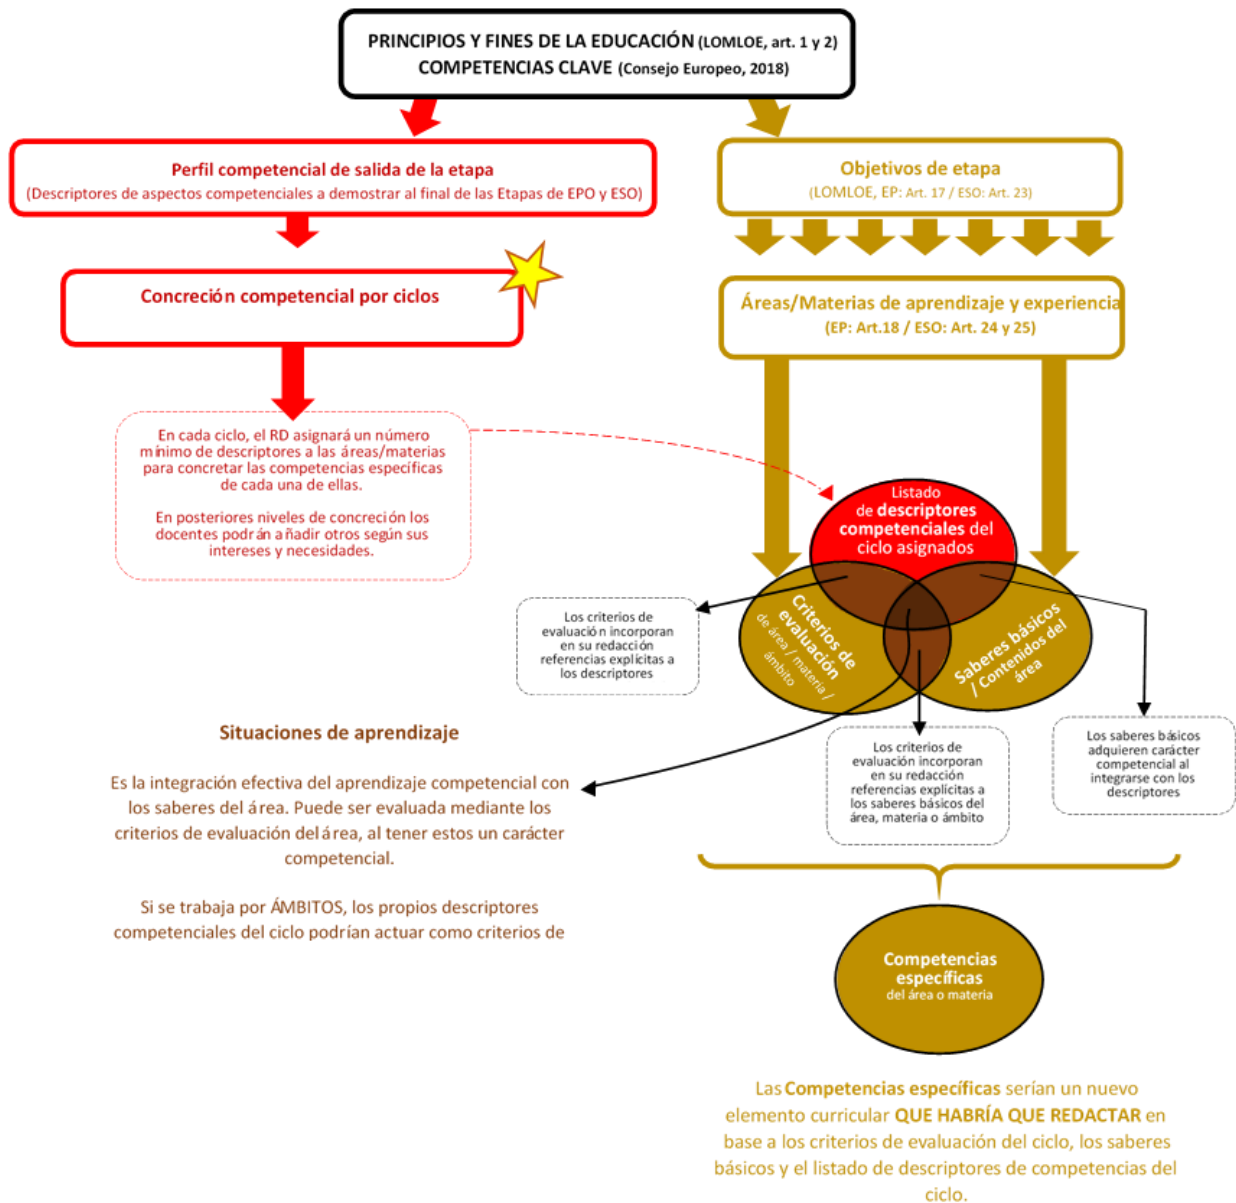 PRINCIPIOS Y FINES DE LA EDUCACIÓN (LOMLOE, art. 1 y 2)
COMPETENCIAS CLAVE (Consejo Europeo, 2018)
Perfil competencial de salida de la etapa
(Descriptores de aspectos competenciales a demostrar al final de las Etapas de EPO y ESO)
Objetivos de etapa
(LOMLOE, EP: Art. 17 / ESO: Art. 23)
Concreción competencial por ciclos
Áreas/Materias de aprendizaje y experiencia
(EP: Art.18 / ESO: Art. 24 y 25)
En cada ciclo, el RD asignará un número
mínimo de descriptores a las áreas/materias
para concretar las competencias específicas
de cada una de ellas.
En posteriores niveles de concreción los
docentes podrán añadir otros según sus
intereses y necesidades.
Listado
de descriptores
competenciales del
ciclo asignados
Criterios de
evaluación
de área / materia /
ámbito
Saberes básicos
/ Contenidos del
área
Los criterios de
evaluación incorporan
en su redacción
referencias explícitas a
los descriptores
Los criterios de
evaluación incorporan
en su redacción
referencias explícitas a
los saberes básicos del
área, materia o ámbito
Los saberes básicos
adquieren carácter
competencial al
integrarse con los
descriptores
Situaciones de aprendizaje
Es la integración efectiva del aprendizaje competencial con
los saberes del área. Puede ser evaluada mediante los
criterios de evaluación del área, al tener estos un carácter
competencial.
Si se trabaja por ÁMBITOS, los propios descriptores
competenciales del ciclo podrían actuar como criterios de
Competencias
específicas
del área o materia
Las Competencias específicas serían un nuevo
elemento curricular QUE HABRÍA QUE REDACTAR en
base a los criterios de evaluación del ciclo, los saberes
básicos y el listado de descriptores de competencias del
ciclo.